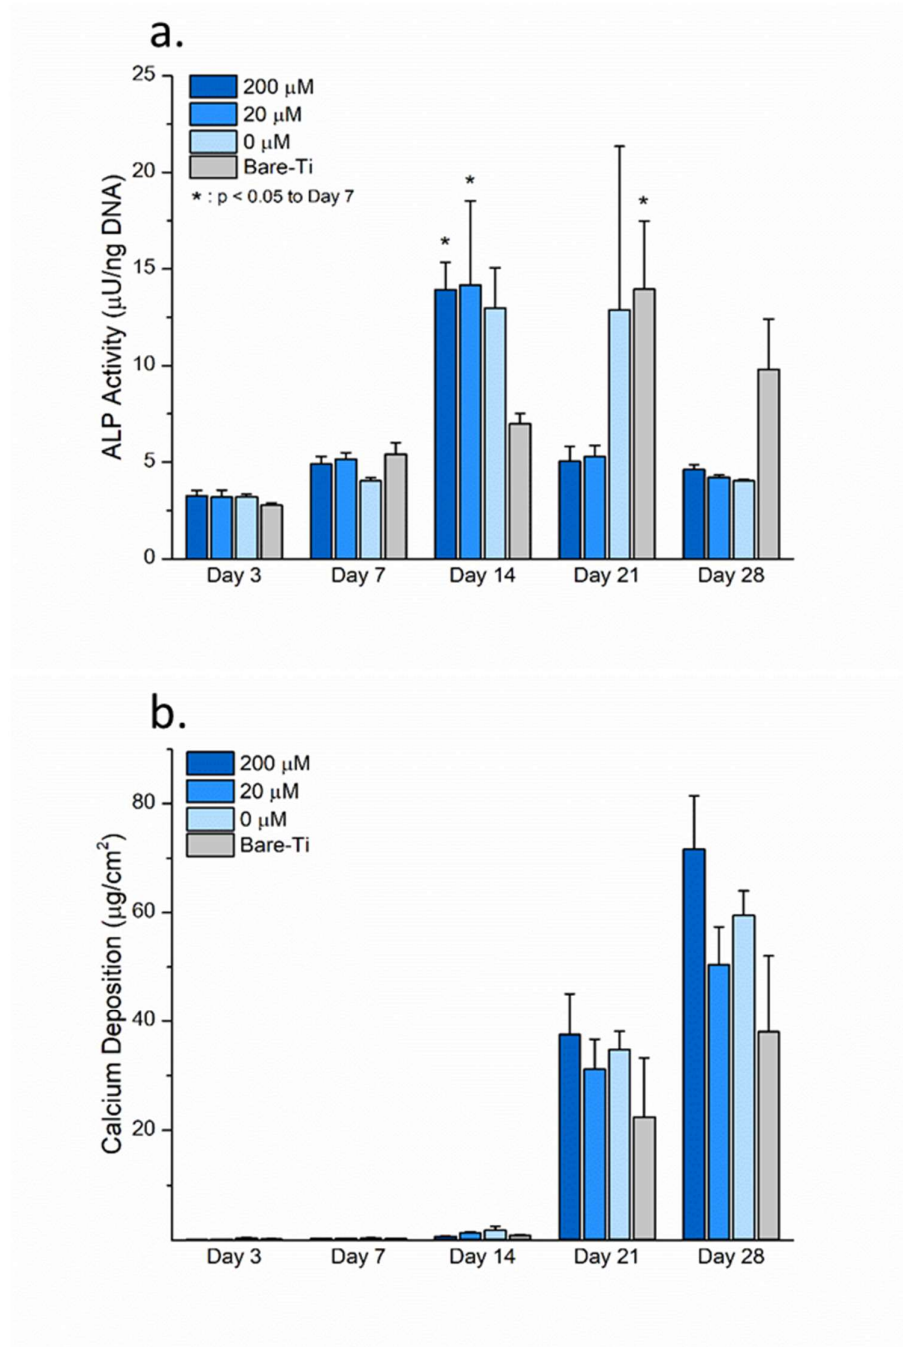 a.
25
20
15
10
5
0
ALP Activity (μU/ng DNA)
200 μM
20 μM
0 μM
Bare-Ti
* : p < 0.05 to Day 7
*
*
*
Day 3 Day 7 Day 14 Day 21 Day 28
b.
80
60
40
20
Calcium Deposition (μg/cm²)
200 μM
20 μM
0 μM
Bare-Ti
Day 3 Day 7 Day 14 Day 21 Day 28